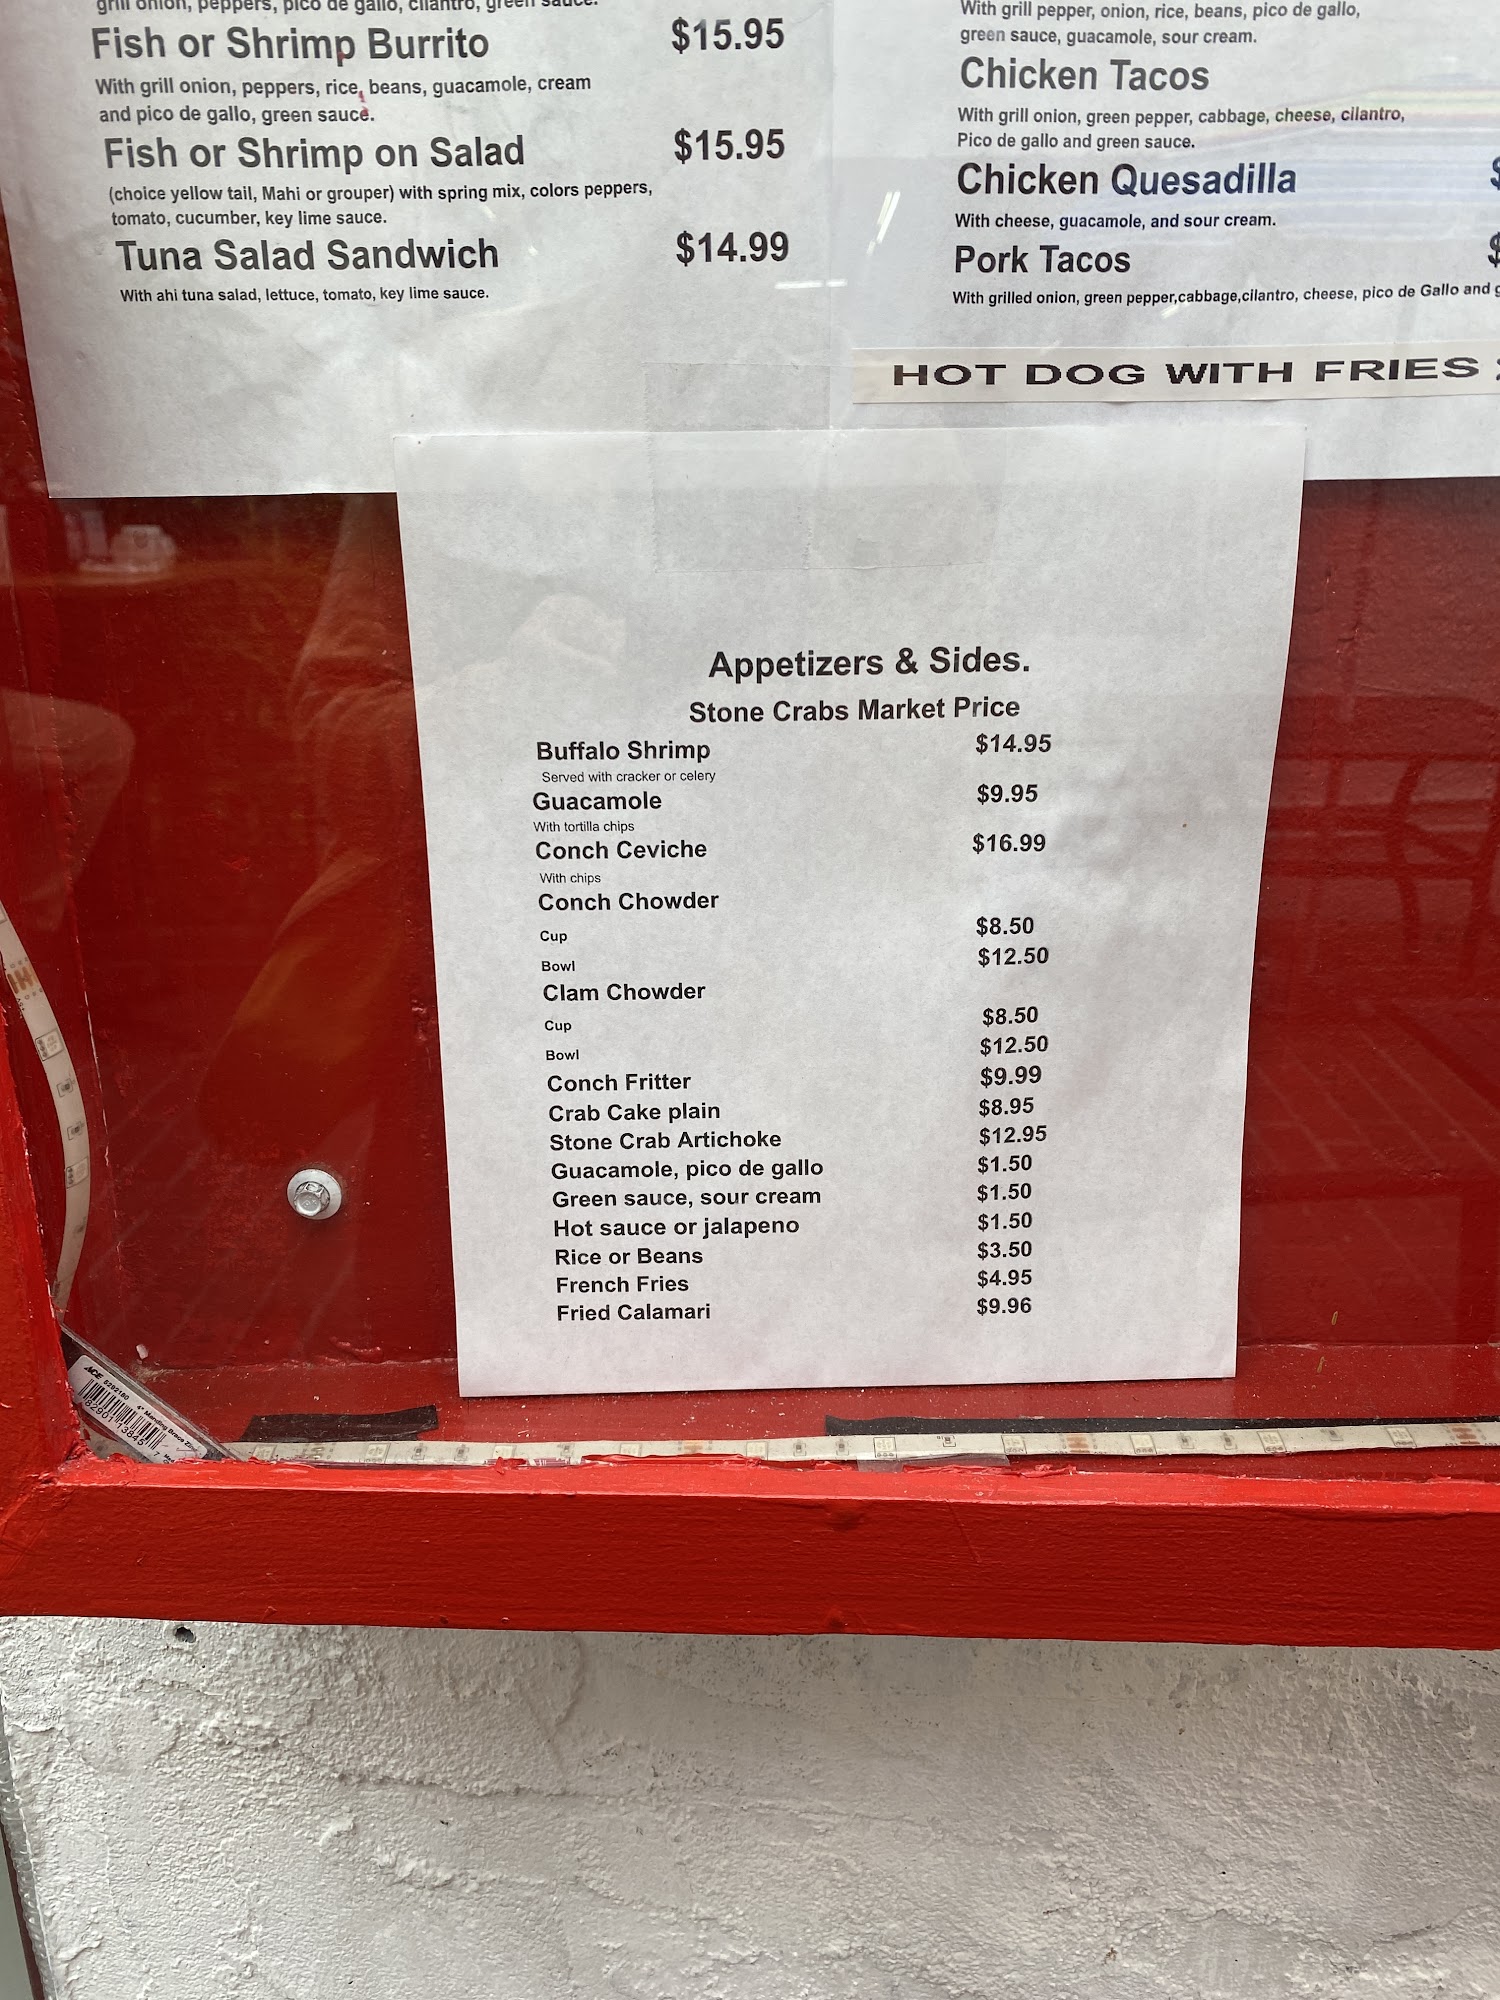 grill onion, peppers, pico de gallo, cilantro, green sauce.
Fish or Shrimp Burrito $15.95
With grill onion, peppers, rice, beans, guacamole, cream
and pico de gallo, green sauce.
Fish or Shrimp on Salad $15.95
(choice yellow tail, Mahi or grouper) with spring mix, colors peppers,
tomato, cucumber, key lime sauce.
Tuna Salad Sandwich $14.99
With ahi tuna salad, lettuce, tomato, key lime sauce.
With grill pepper, onion, rice, beans, pico de gallo,
green sauce, guacamole, sour cream.
Chicken Tacos
With grill onion, green pepper, cabbage, cheese, cilantro,
Pico de gallo and green sauce.
Chicken Quesadilla $
With cheese, guacamole, and sour cream.
Pork Tacos $
With grilled onion, green pepper,cabbage,cilantro, cheese, pico de Gallo and
HOT DOG WITH FRIES
Appetizers & Sides.
Stone Crabs Market Price
Buffalo Shrimp $14.95
Served with cracker or celery
Guacamole $9.95
With tortilla chips
Conch Ceviche $16.99
With chips
Conch Chowder
Cup $8.50
Bowl $12.50
Clam Chowder
Cup $8.50
Bowl $12.50
Conch Fritter $9.99
Crab Cake plain $8.95
Stone Crab Artichoke $12.95
Guacamole, pico de gallo $1.50
Green sauce, sour cream $1.50
Hot sauce or jalapeno $1.50
Rice or Beans $3.50
French Fries $4.95
Fried Calamari $9.96
ACE 5292180
4" Mending Brace
82901 13845 7